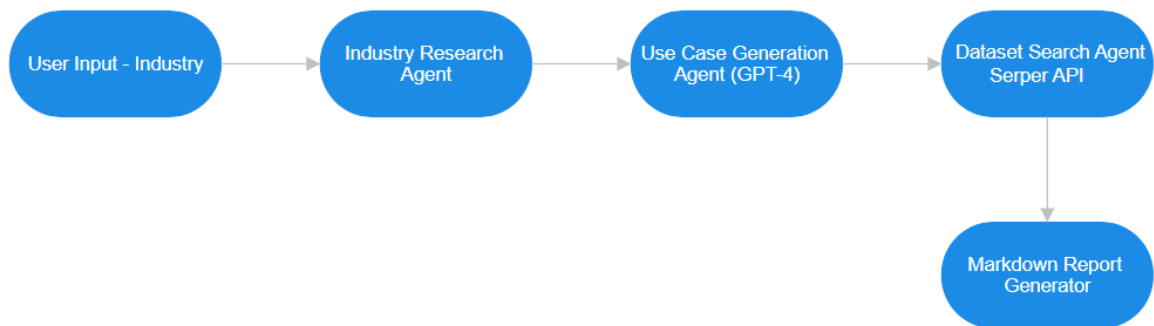 User Input - Industry
Industry Research
Agent
Use Case Generation
Agent (GPT-4)
Dataset Search Agent
Serper API
Markdown Report
Generator